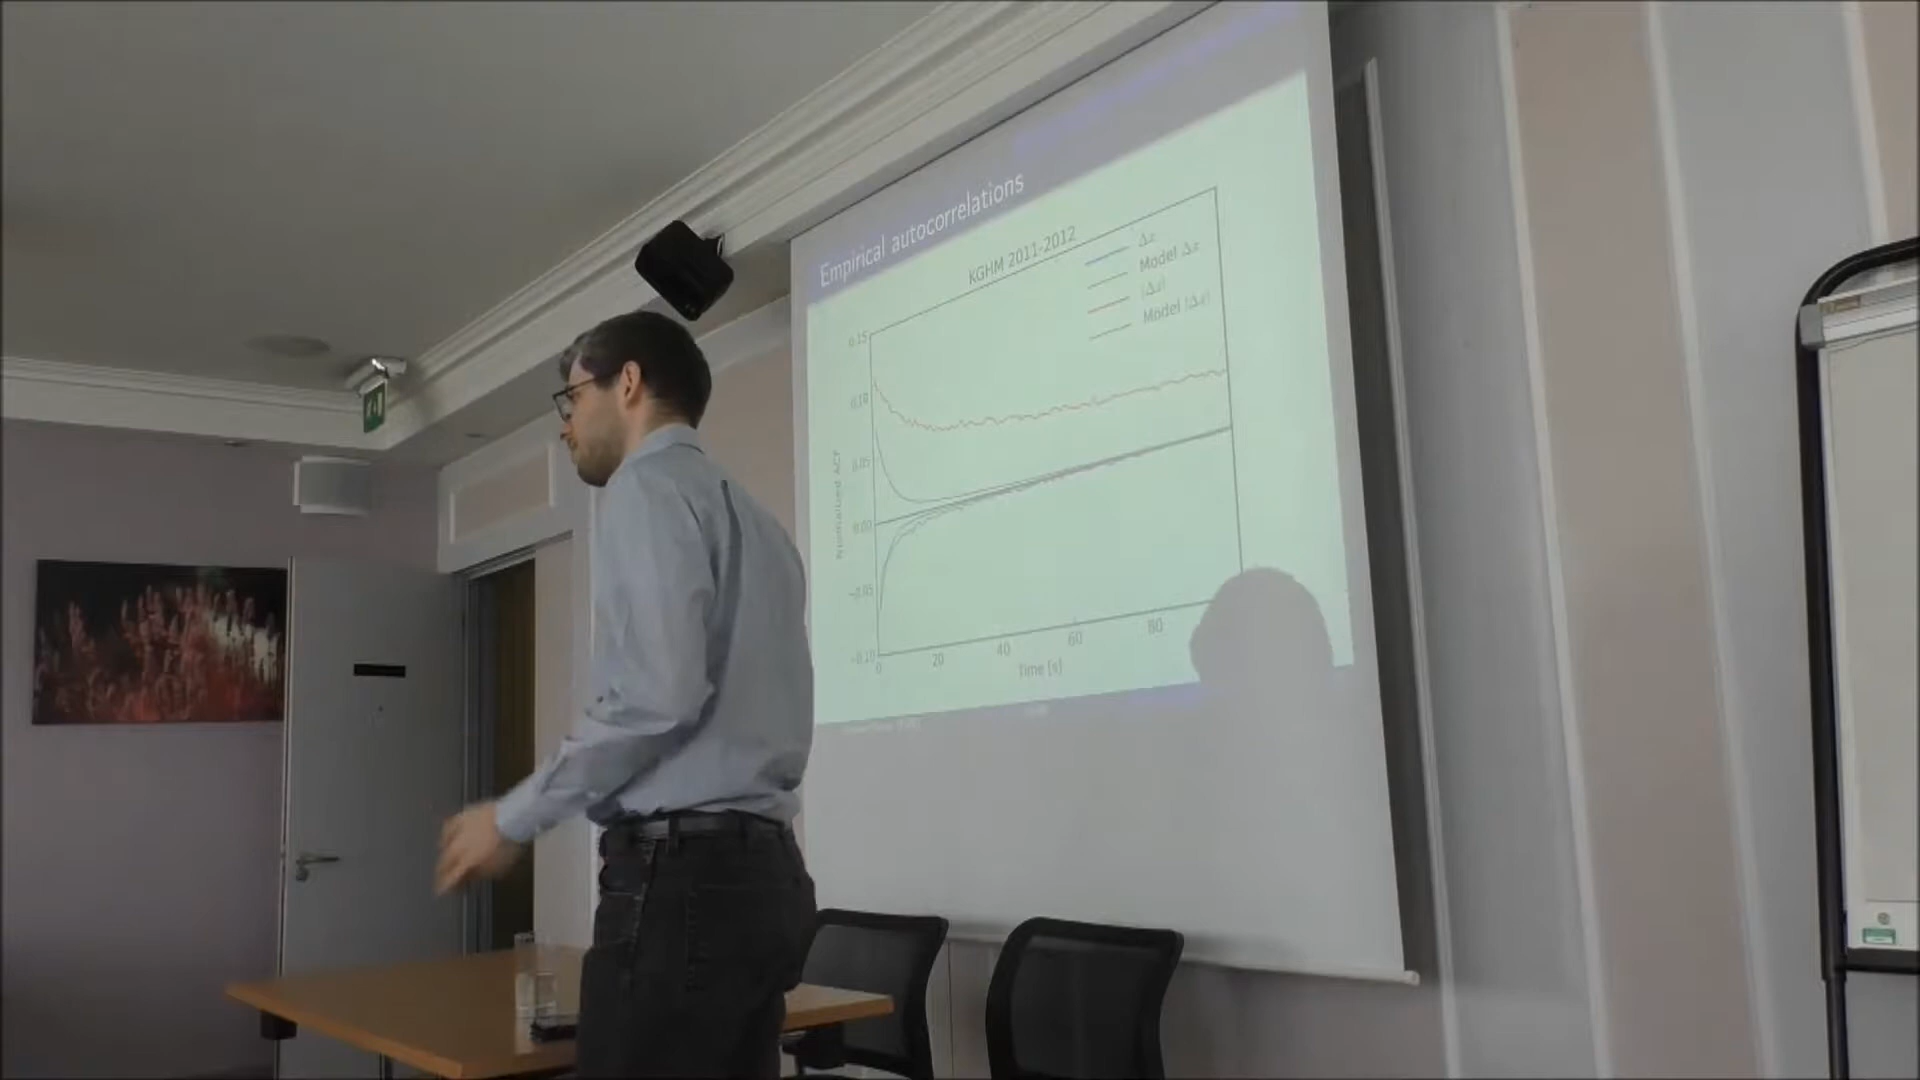 Empirical autocorrelations
KGHM 2011-2012
Δx
Model Δx
|Δx|
Model |Δx|
0.15
0.10
0.05
0.00
−0.05
−0.10
Normalized ACF
0 20 40 60 80
Time [s]